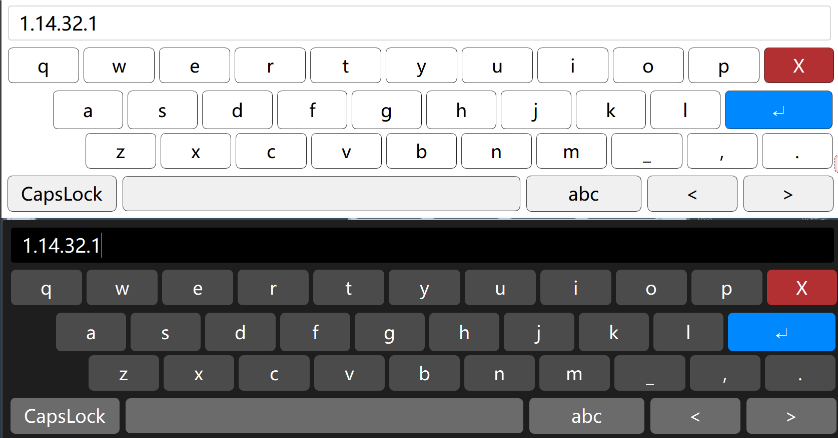 1.14.32.1
q w e r t y u i o p X
a s d f g h j k l ↵
z x c v b n m _ , .
CapsLock abc < >
1.14.32.1
q w e r t y u i o p X
a s d f g h j k l ↵
z x c v b n m _ , .
CapsLock abc < >